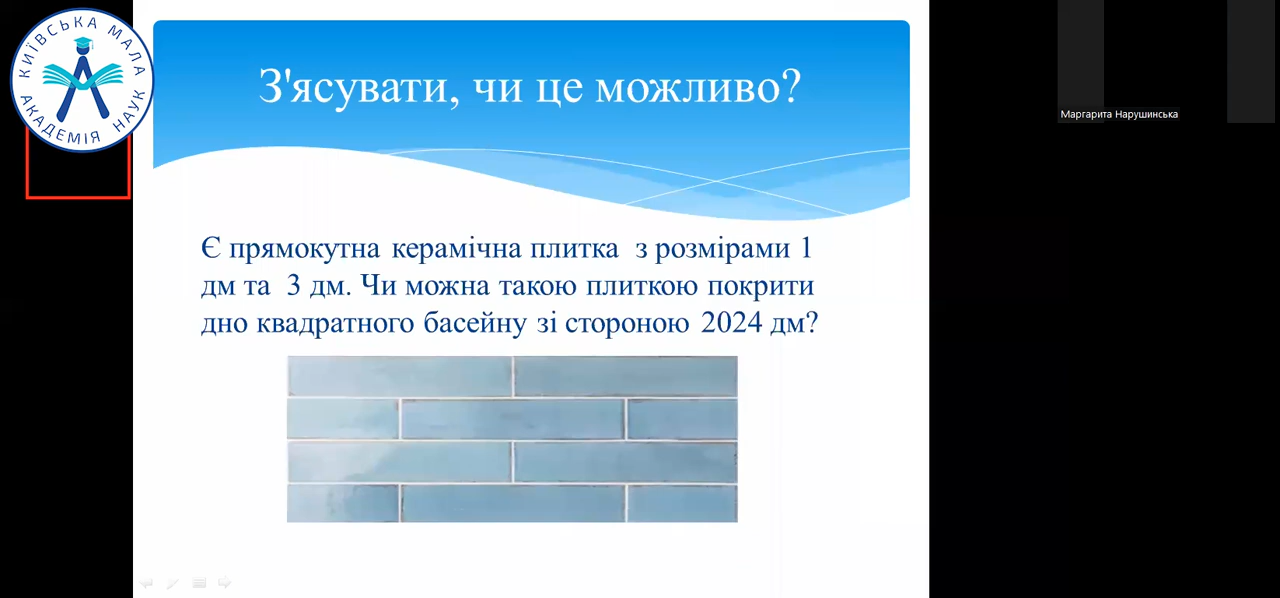 КИЇВСЬКА МАЛА
АКАДЕМІЯ НАУК
З'ясувати, чи це можливо?
Маргарита Нарушинська
Є прямокутна керамічна плитка з розмірами 1
дм та 3 дм. Чи можна такою плиткою покрити
дно квадратного басейну зі стороною 2024 дм?